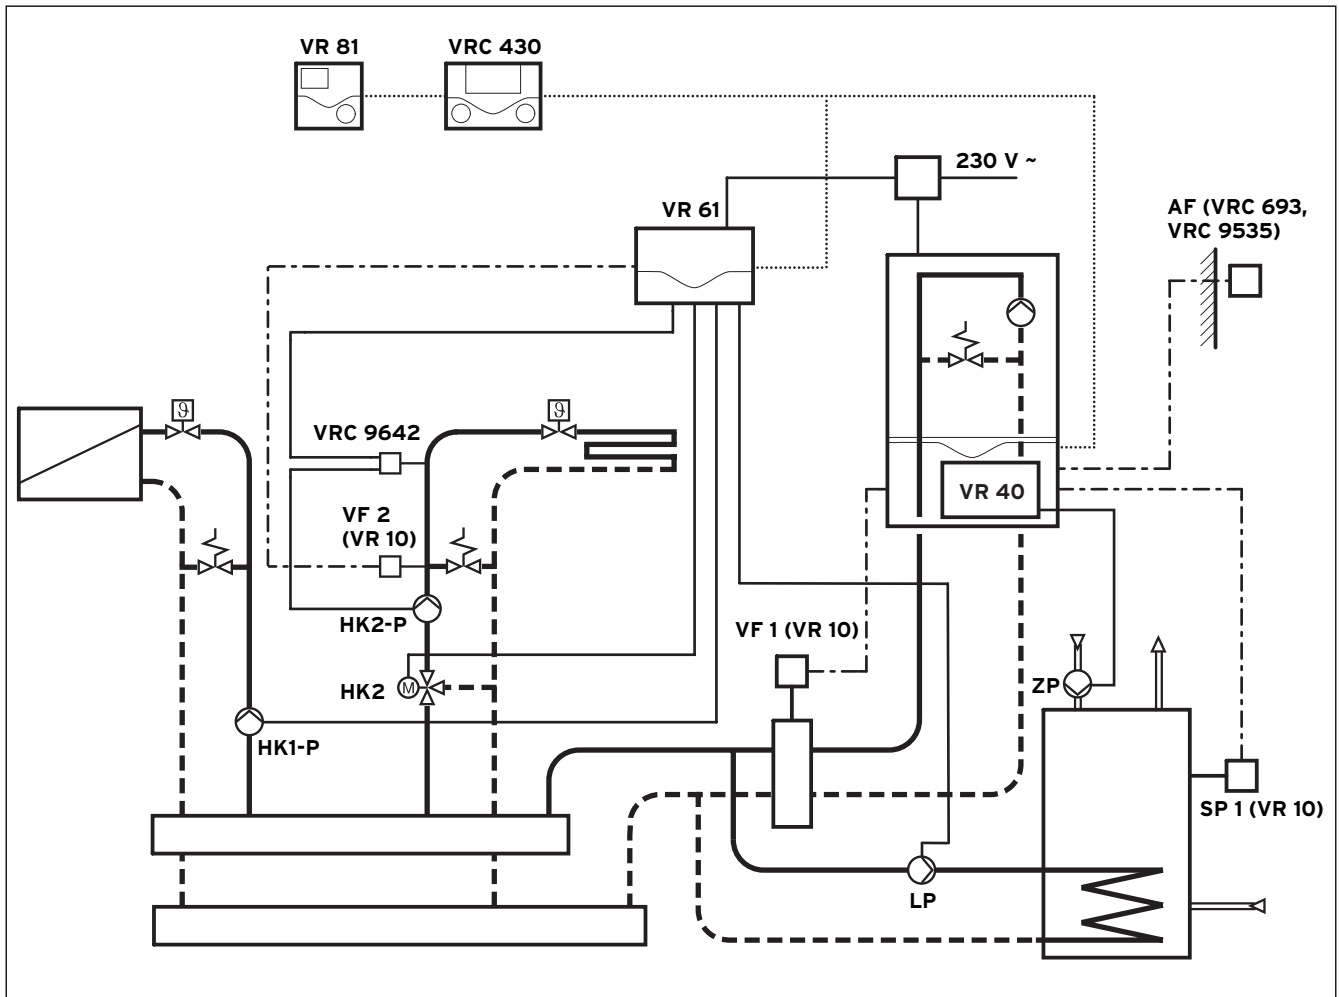 VR 81
VRC 430
230 V ~
VR 61
AF (VRC 693,
VRC 9535)
ϑ
ϑ
VRC 9642
VR 40
VF 2
(VR 10)
HK2-P
VF 1 (VR 10)
HK2
M
ZP
HK1-P
SP 1 (VR 10)
LP